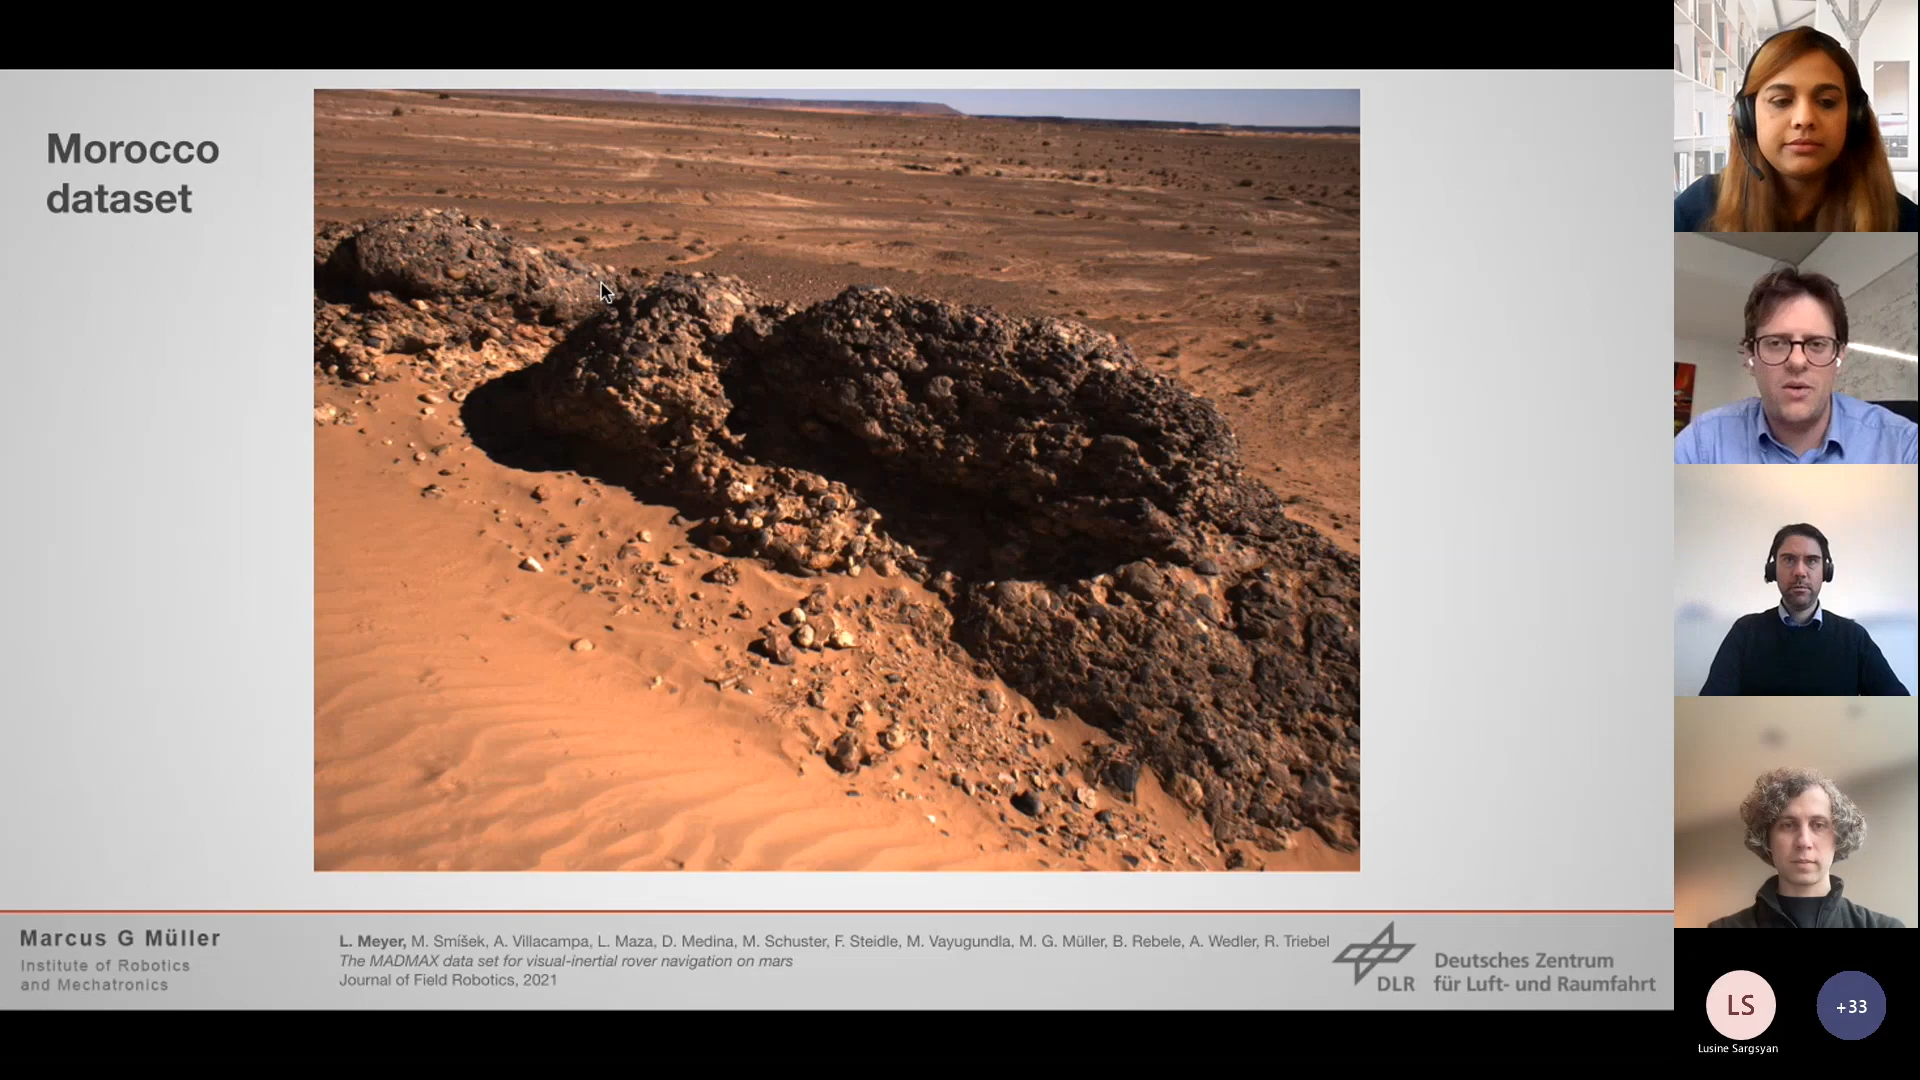 Morocco
dataset
Marcus G Müller
Institute of Robotics
and Mechatronics
L. Meyer, M. Smíšek, A. Villacampa, L. Maza, D. Medina, M. Schuster, F. Steidle, M. Vayugundla, M. G. Müller, B. Rebele, A. Wedler, R. Triebel
The MADMAX data set for visual-inertial rover navigation on mars
Journal of Field Robotics, 2021
DLR
Deutsches Zentrum
für Luft- und Raumfahrt
LS
+33
Lusine Sargsyan